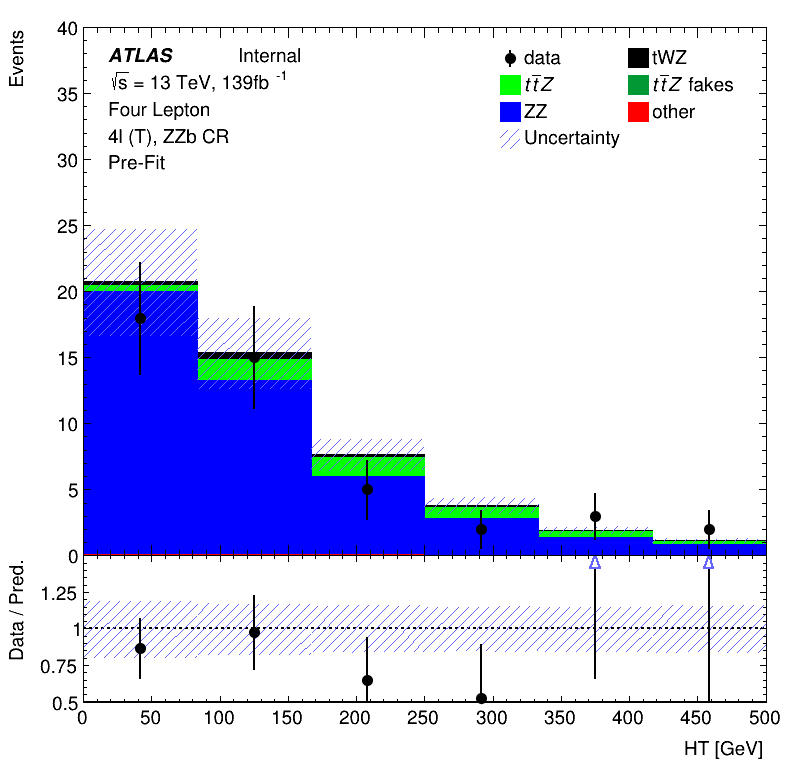 Events
40
35
30
25
20
15
10
5
0
ATLAS Internal
√s = 13 TeV, 139fb -1
Four Lepton
4l (T), ZZb CR
Pre-Fit
data
tt̄Z
ZZ
Uncertainty
tWZ
tt̄Z fakes
other
Data / Pred.
1.25
1
0.75
0.5
0 50 100 150 200 250 300 350 400 450 500
HT [GeV]